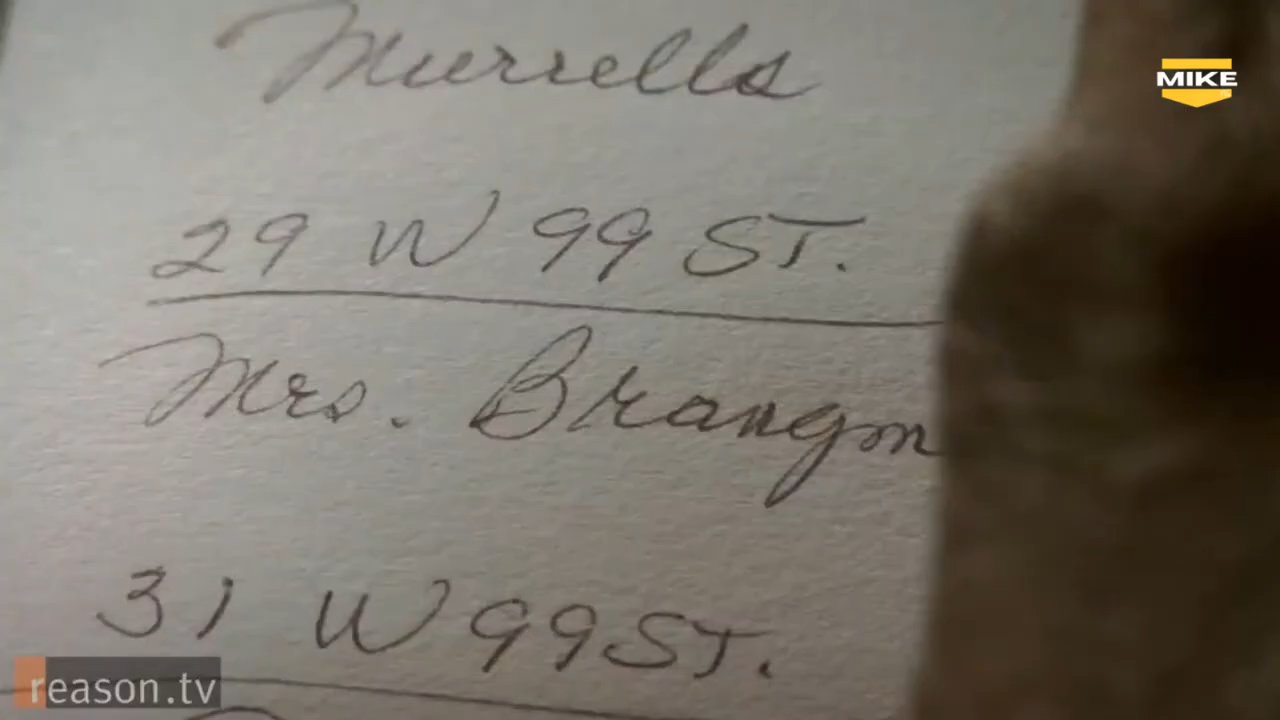 Murrells
MIKE
29 W 99 ST.
Mrs. Brangm
31 W 99 ST.
reason.tv